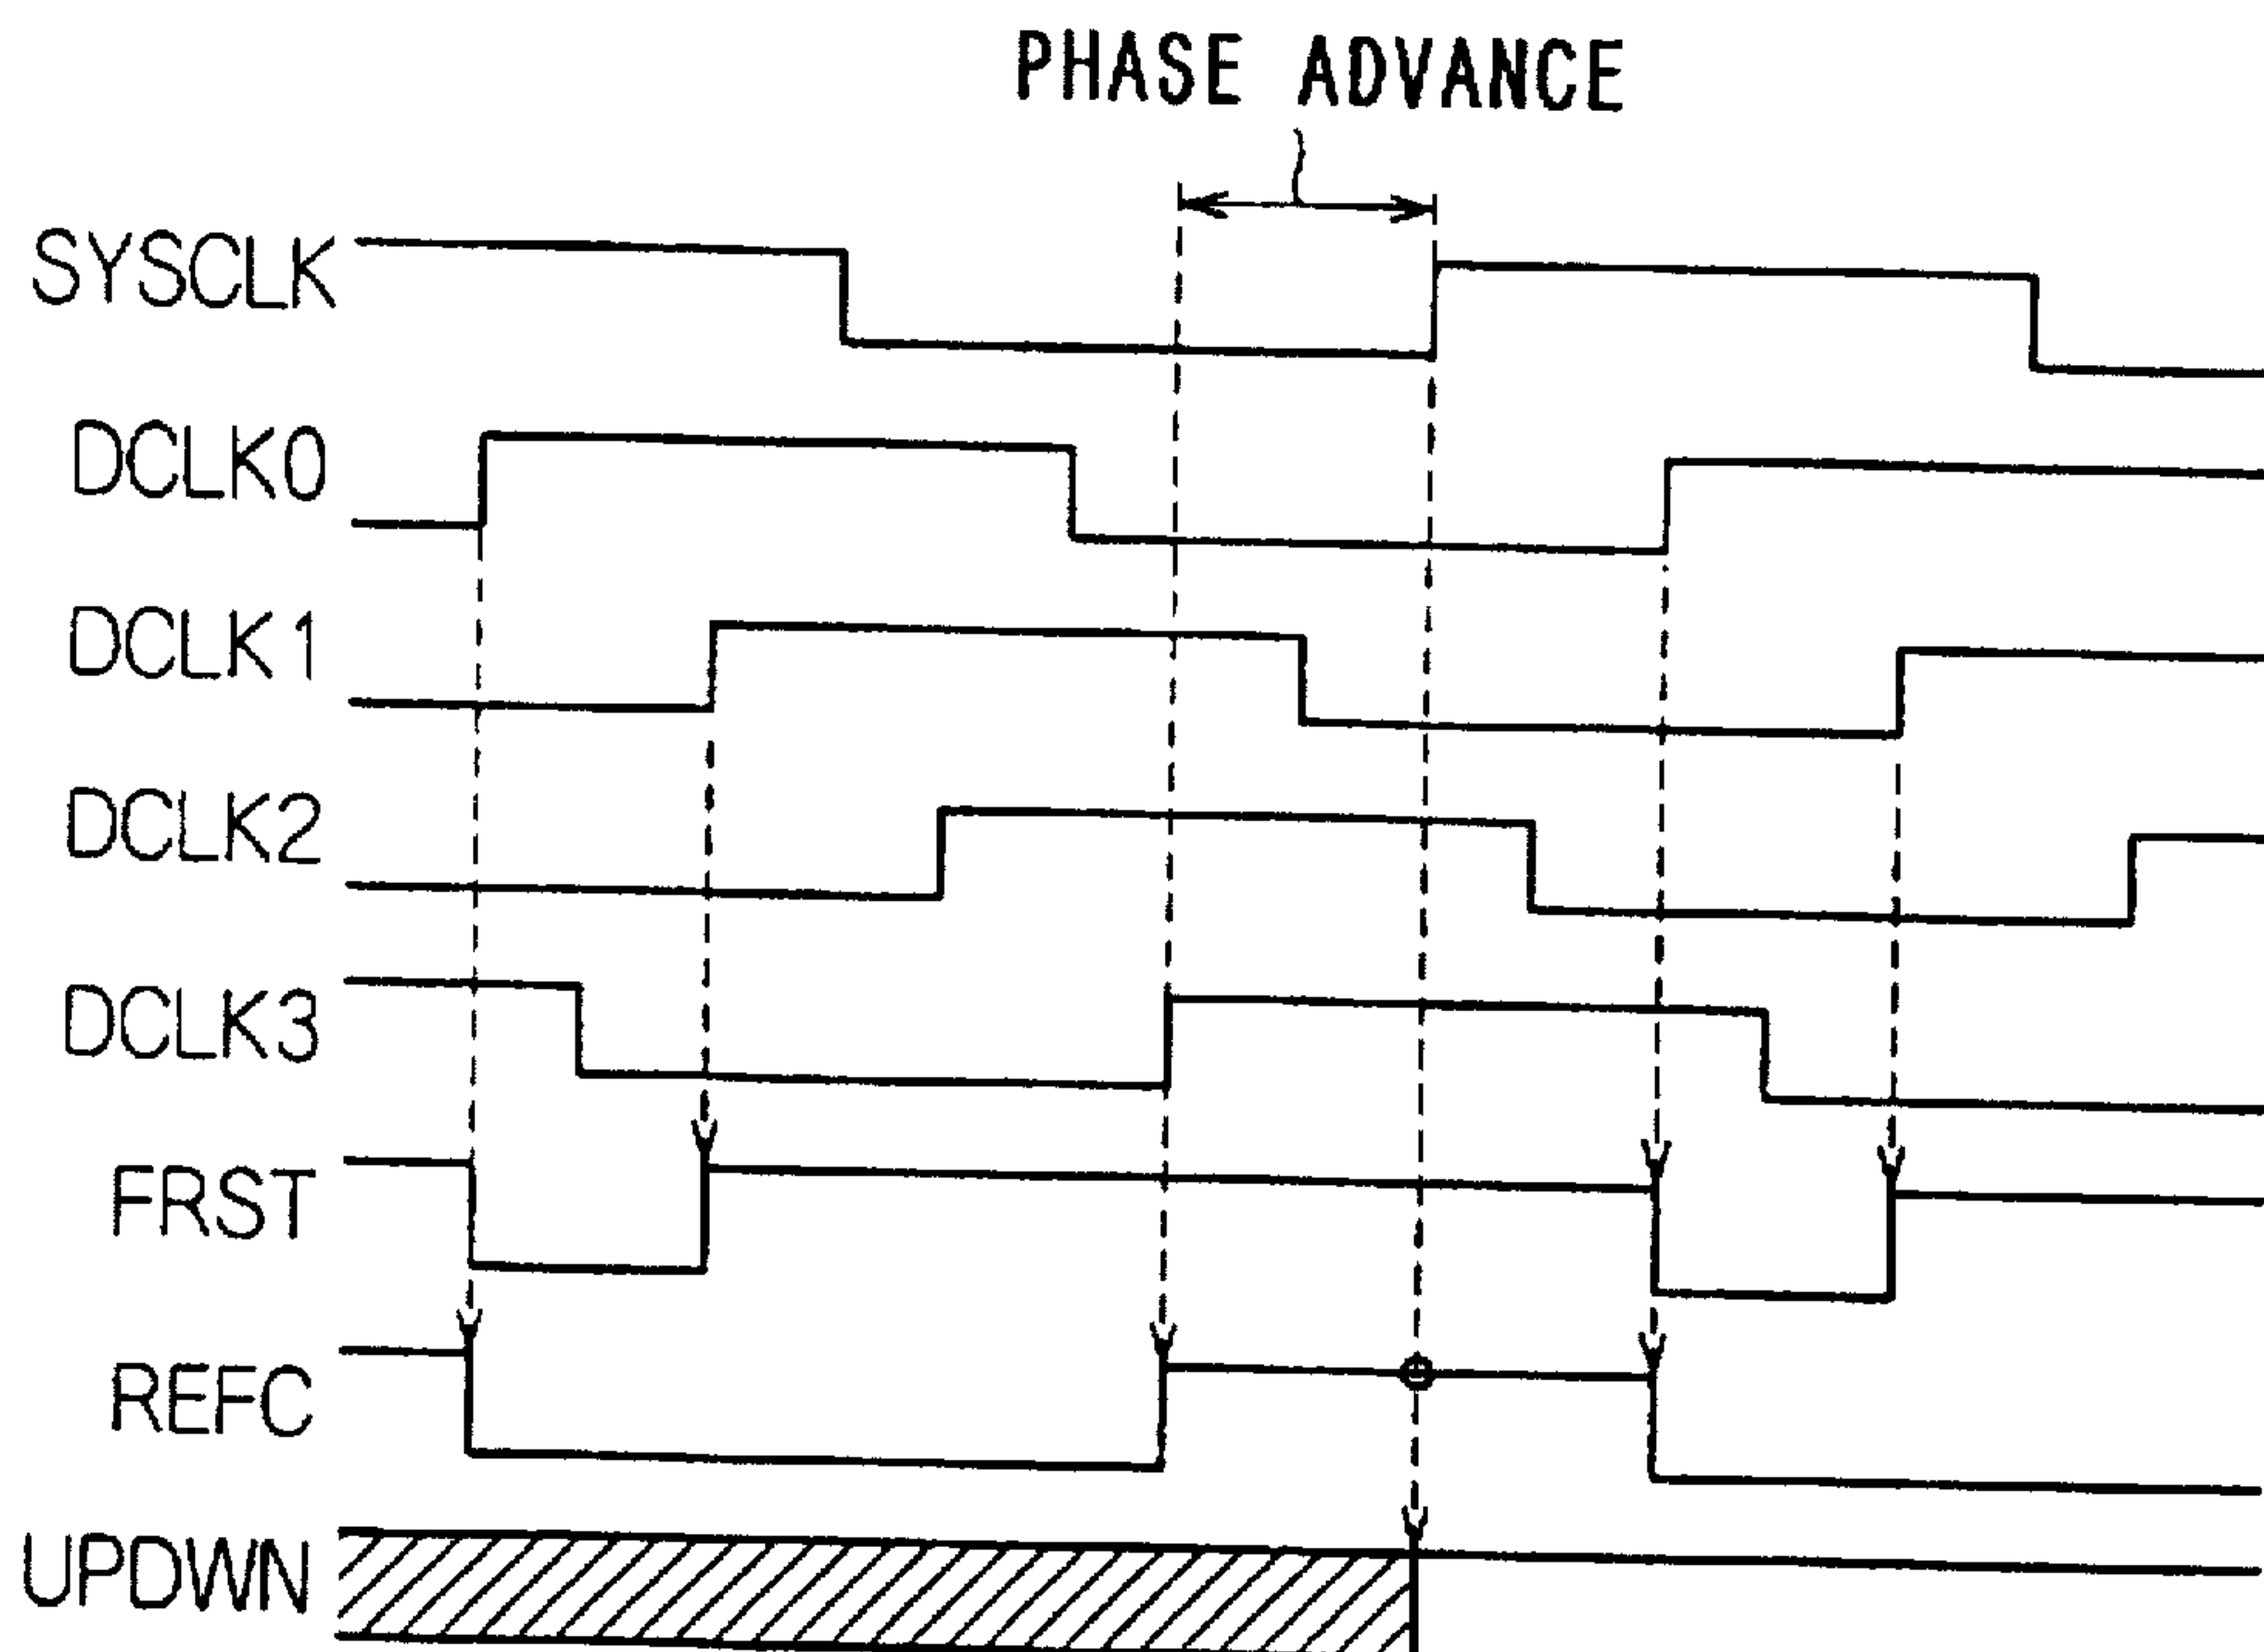 PHASE ADVANCE
SYSCLK
DCLK0
DCLK1
DCLK2
DCLK3
FRST
REFC
UPDWN